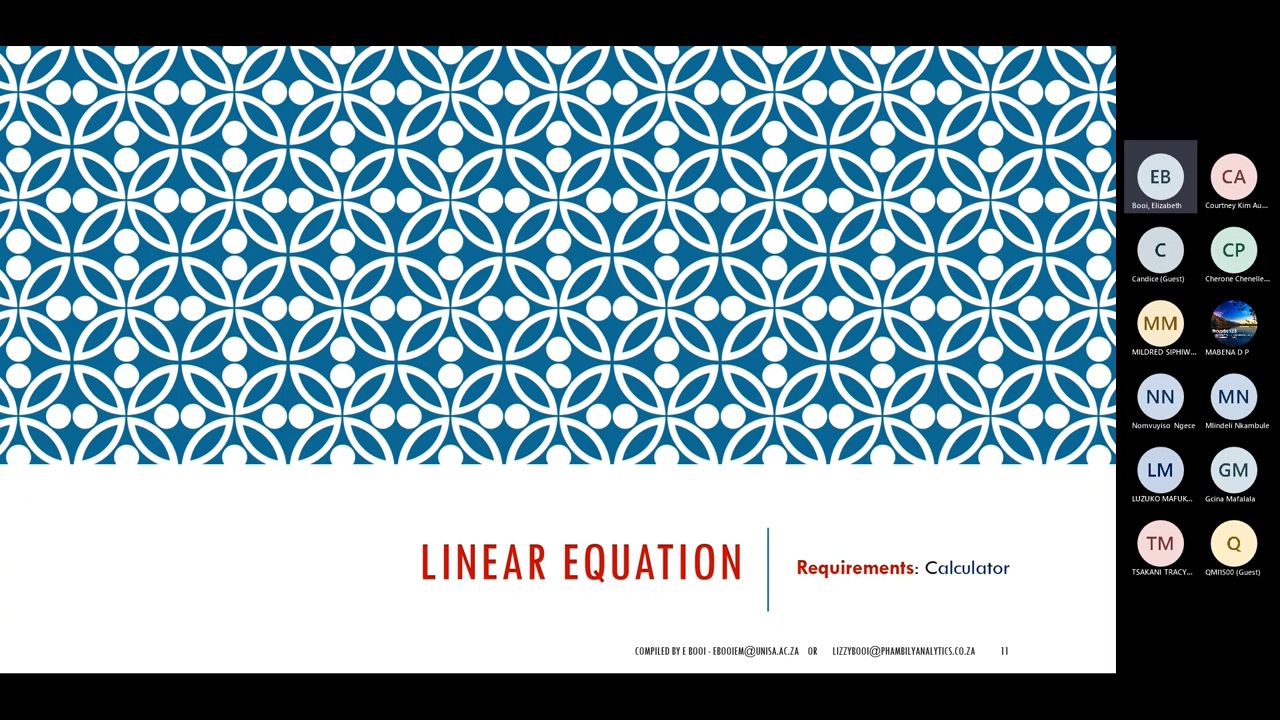 LINEAR EQUATION
Requirements: Calculator
COMPILED BY E BOOI - EBOOIEM@UNISA.AC.ZA OR LIZZYBOOI@PHAMBILYANALYTICS.CO.ZA 11
EB CA
Booi, Elizabeth Courtney Kim Au...
C CP
Candice (Guest) Cherone Chenelle...
MM
MILDRED SIPHIW... MABENA D P
NN MN
Nomvuyiso Ngece Mlindeli Nkambule
LM GM
LUZUKO MAFUK... Gcina Mafalala
TM Q
TSAKANI TRACY... QMI1500 (Guest)